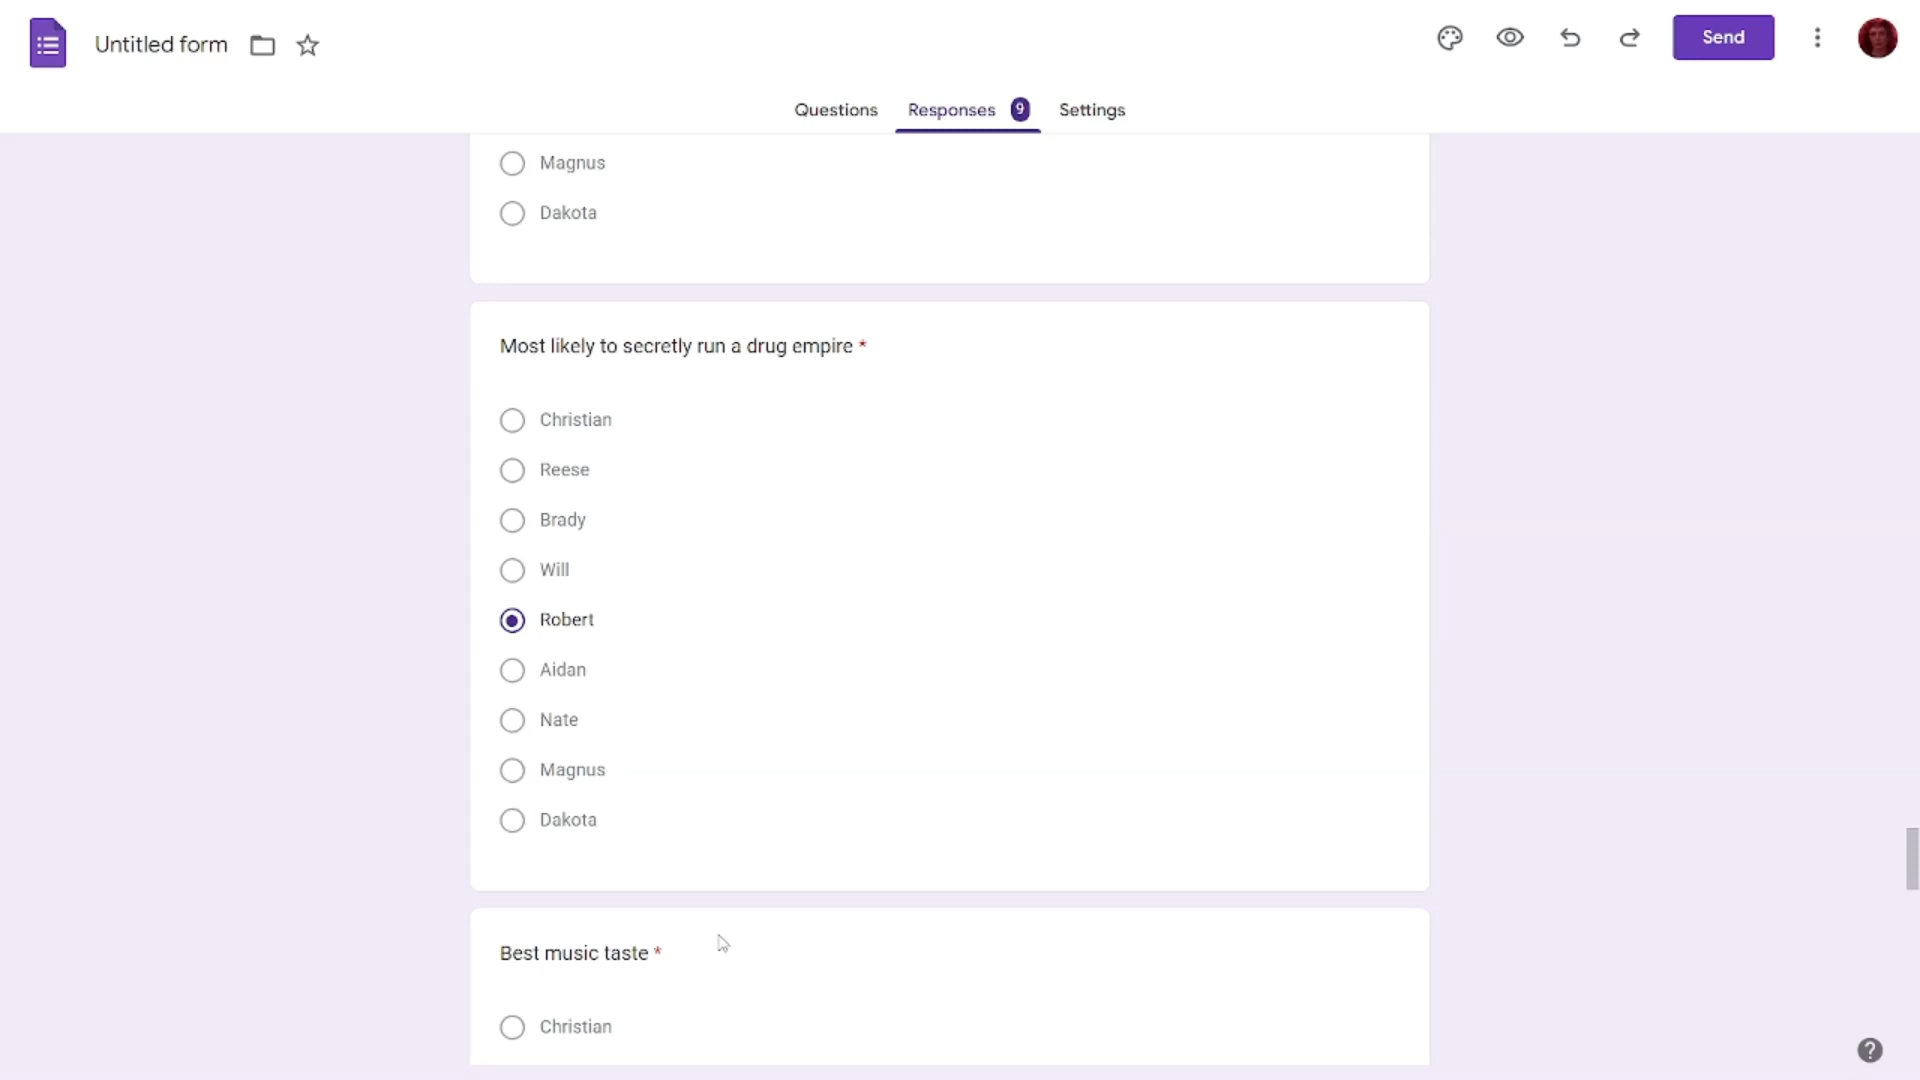 Untitled form
Send
Questions
Responses 9
Settings
Magnus
Dakota
Most likely to secretly run a drug empire *
Christian
Reese
Brady
Will
Robert
Aidan
Nate
Magnus
Dakota
Best music taste *
Christian
?